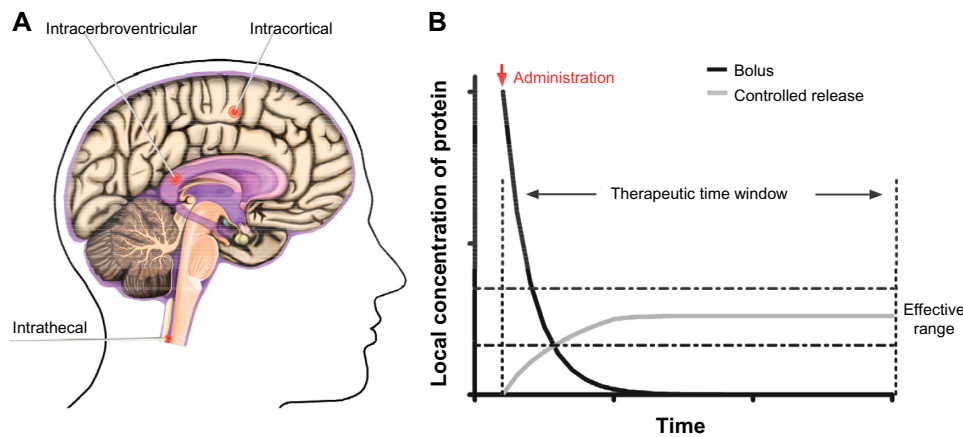 A
Intracerbroventricular
Intracortical
Intrathecal
B
Administration
Bolus
Controlled release
Therapeutic time window
Effective
range
Local concentration of protein
Time